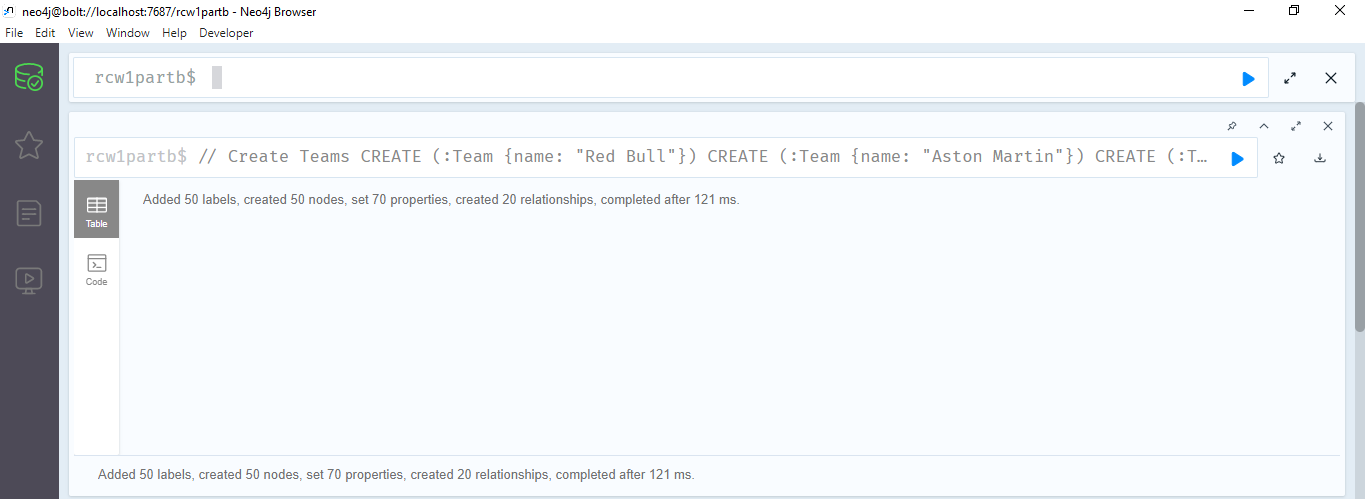 neo4j@bolt://localhost:7687/rcw1partb - Neo4j Browser
File Edit View Window Help Developer
rcw1partb$
rcw1partb$ // Create Teams CREATE (:Team {name: "Red Bull"}) CREATE (:Team {name: "Aston Martin"}) CREATE (:T…
Added 50 labels, created 50 nodes, set 70 properties, created 20 relationships, completed after 121 ms.
Table
Code
Added 50 labels, created 50 nodes, set 70 properties, created 20 relationships, completed after 121 ms.